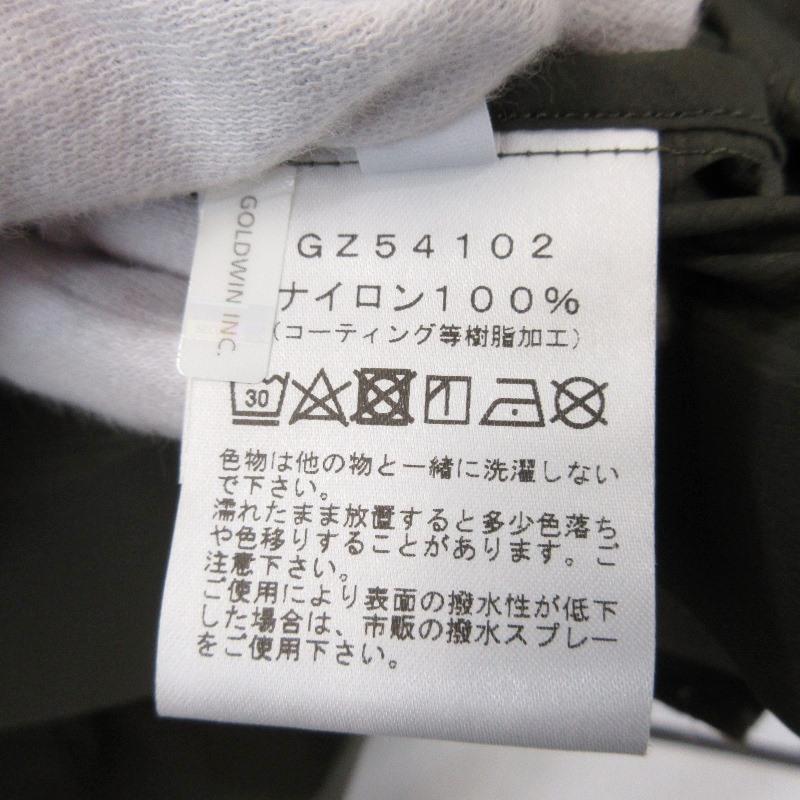 GOLDWIN INC.
GZ54102
ナイロン100%
(コーティング等樹脂加工)
30
色物は他の物と一緒に洗濯しない
で下さい。
濡れたまま放置すると多少色落ち
や色移りすることがあります。ご
注意下さい。
ご使用により表面の撥水性が低下
した場合は、市販の撥水スプレー
をご使用下さい。